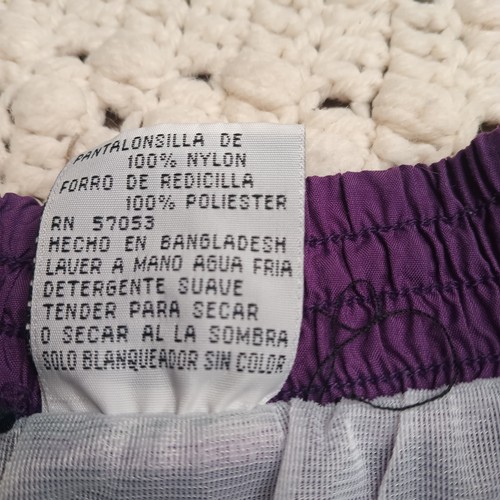 PANTALONSILLA DE
100% NYLON
FORRO DE REDICILLA
100% POLIESTER
RN 57053
HECHO EN BANGLADESH
LAVER A MANO AGUA FRIA
DETERGENTE SUAVE
TENDER PARA SECAR
O SECAR AL LA SOMBRA
SOLO BLANQUEADOR SIN COLOR